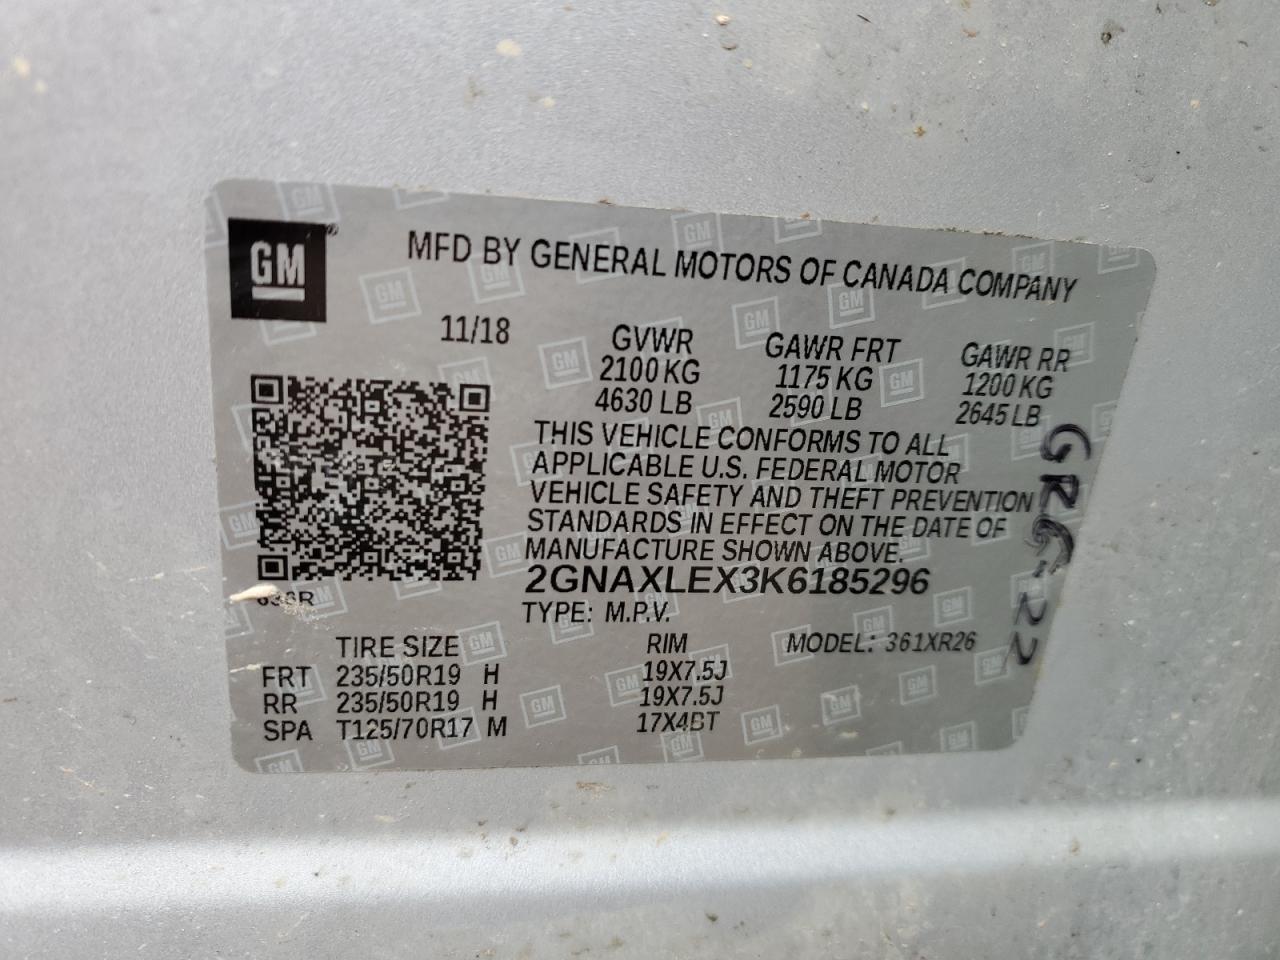 GM ®
MFD BY GENERAL MOTORS OF CANADA COMPANY
11/18
GVWR GAWR FRT GAWR RR
2100 KG 1175 KG 1200 KG
4630 LB 2590 LB 2645 LB
THIS VEHICLE CONFORMS TO ALL
APPLICABLE U.S. FEDERAL MOTOR
VEHICLE SAFETY AND THEFT PREVENTION
STANDARDS IN EFFECT ON THE DATE OF
MANUFACTURE SHOWN ABOVE.
2GNAXLEX3K6185296
TYPE: M.P.V.
TIRE SIZE RIM MODEL: 361XR26
FRT 235/50R19 H 19X7.5J
RR 235/50R19 H 19X7.5J
SPA T125/70R17 M 17X4BT